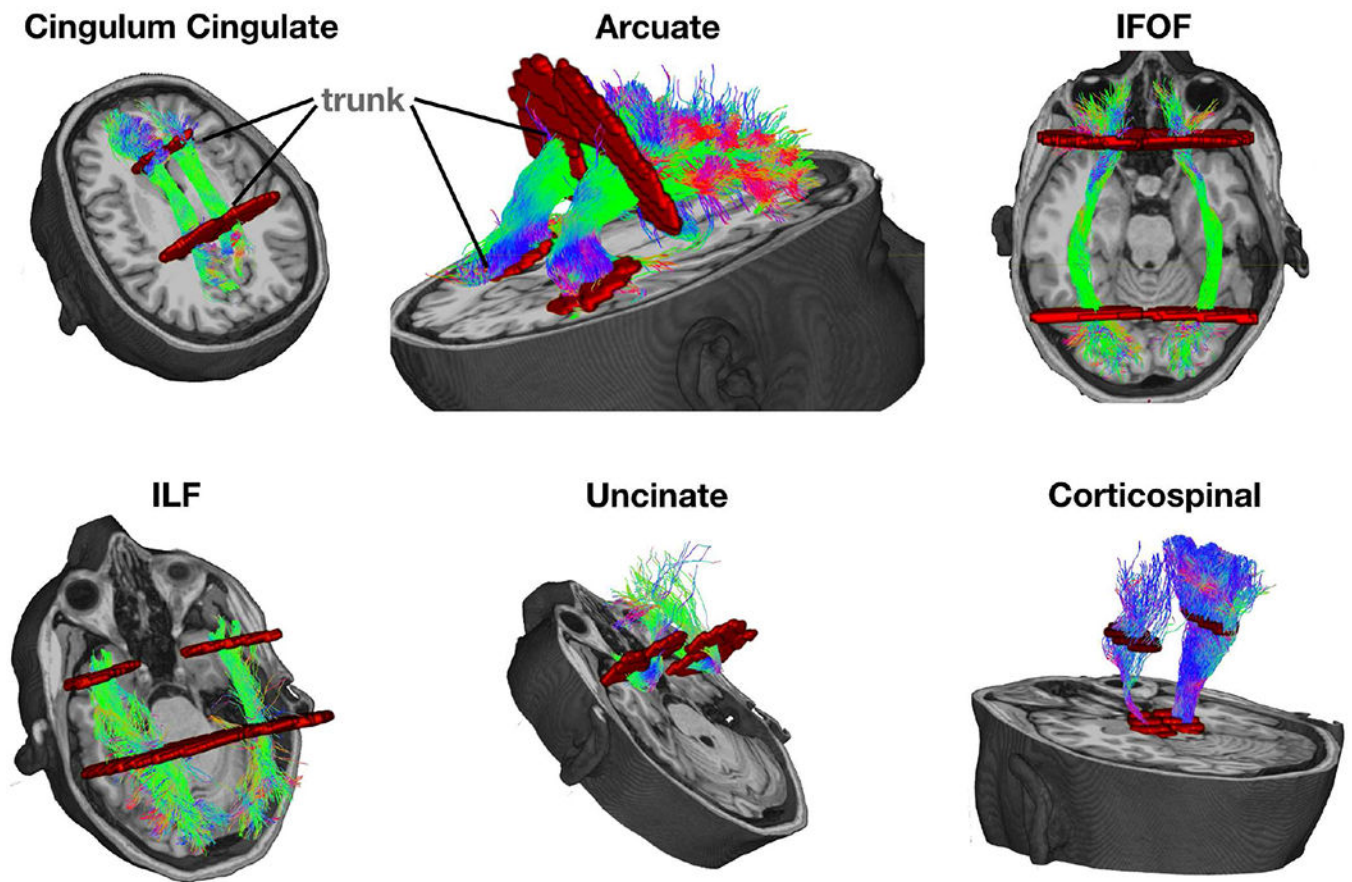 Cingulum Cingulate
Arcuate
IFOF
trunk
ILF
Uncinate
Corticospinal